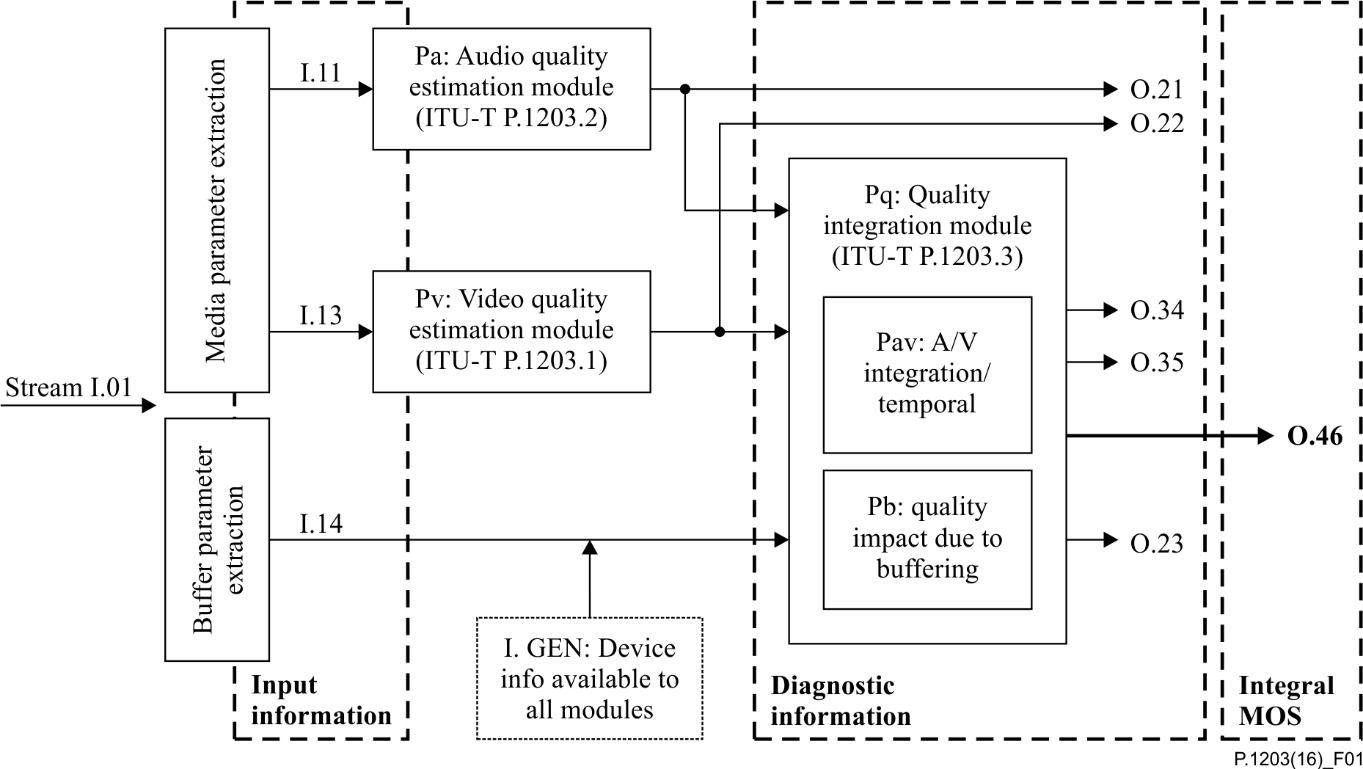 Stream I.01
Media parameter extraction
Buffer parameter
extraction
I.11
I.13
I.14
Input
information
Pa: Audio quality
estimation module
(ITU-T P.1203.2)
Pv: Video quality
estimation module
(ITU-T P.1203.1)
I. GEN: Device
info available to
all modules
Pq: Quality
integration module
(ITU-T P.1203.3)
Pav: A/V
integration/
temporal
Pb: quality
impact due to
buffering
O.21
O.22
O.34
O.35
O.23
Diagnostic
information
O.46
Integral
MOS
P.1203(16)_F01